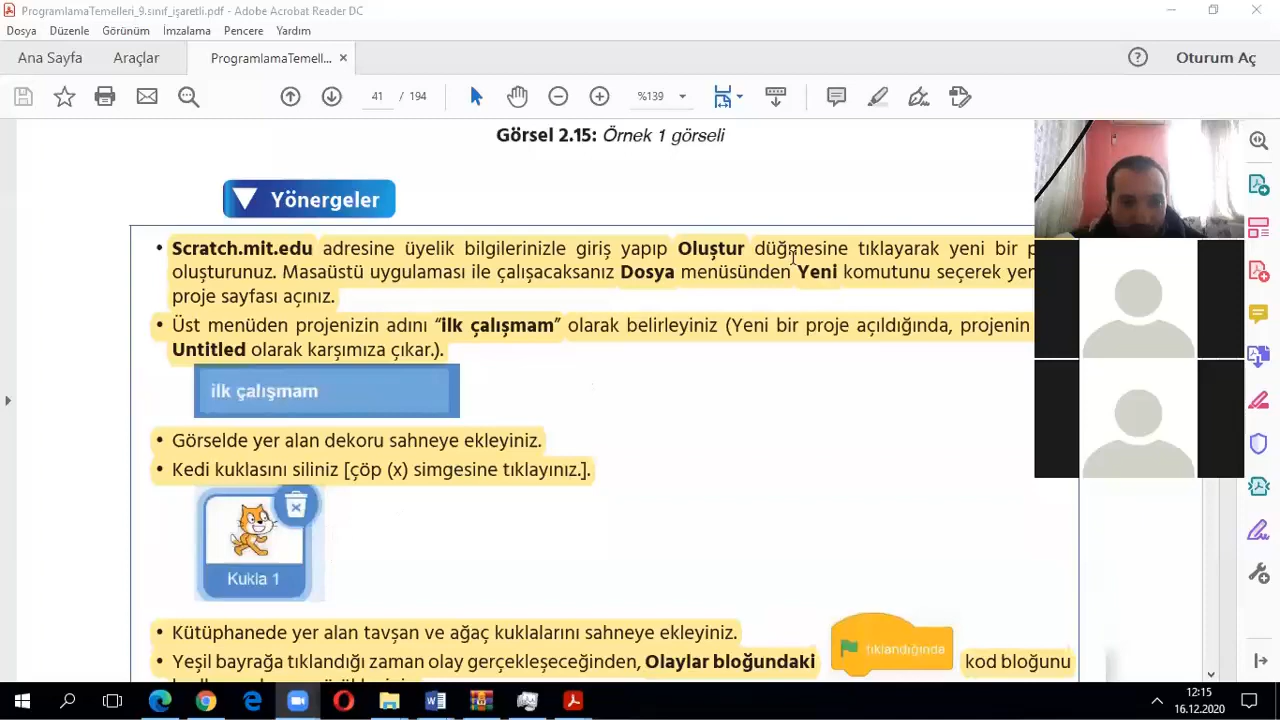 ProgramlamaTemelleri_9.sınıf_işaretli.pdf - Adobe Acrobat Reader DC
Dosya Düzenle Görünüm İmzalama Pencere Yardım
Ana Sayfa Araçlar ProgramlamaTemell... × ? Oturum Aç
41 / 194 %139
Görsel 2.15: Örnek 1 görseli
Yönergeler
• Scratch.mit.edu adresine üyelik bilgilerinizle giriş yapıp Oluştur düğmesine tıklayarak yeni bir
oluşturunuz. Masaüstü uygulaması ile çalışacaksanız Dosya menüsünden Yeni komutunu seçerek
proje sayfası açınız.
• Üst menüden projenizin adını “ilk çalışmam” olarak belirleyiniz (Yeni bir proje açıldığında, projenin
Untitled olarak karşımıza çıkar.).
ilk çalışmam
• Görselde yer alan dekoru sahneye ekleyiniz.
• Kedi kuklasını siliniz [çöp (x) simgesine tıklayınız.].
Kukla 1
• Kütüphanede yer alan tavşan ve ağaç kuklalarını sahneye ekleyiniz.
• Yeşil bayrağa tıklandığı zaman olay gerçekleşeceğinden, Olaylar bloğundaki tıklandığında kod bloğunu
12:15
16.12.2020